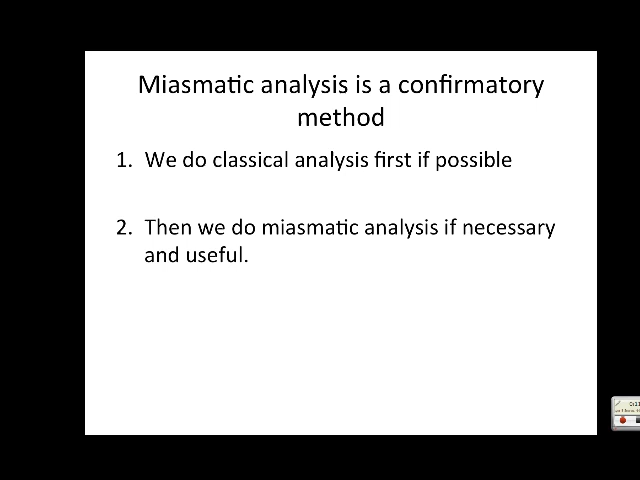 Miasmatic analysis is a confirmatory
method
1. We do classical analysis first if possible
2. Then we do miasmatic analysis if necessary
and useful.